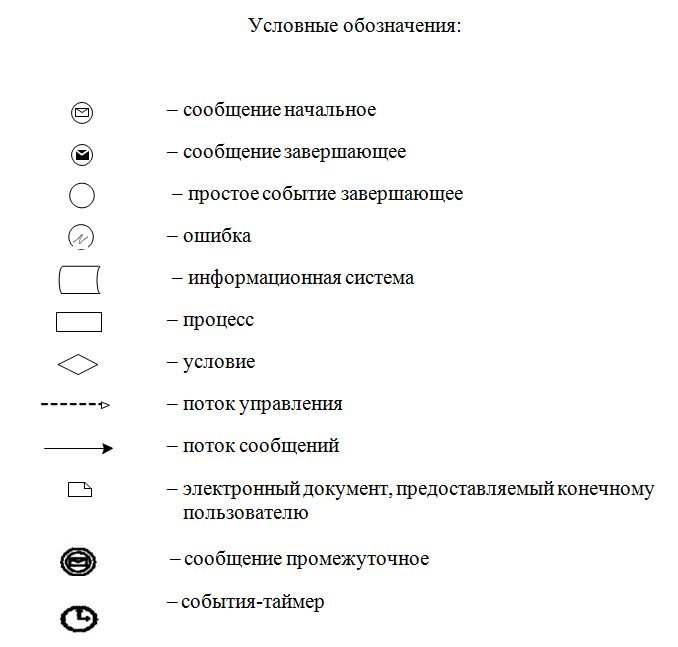 Условные обозначения:
– сообщение начальное
– сообщение завершающее
– простое событие завершающее
– ошибка
– информационная система
– процесс
– условие
– поток управления
– поток сообщений
– электронный документ, предоставляемый конечному
пользователю
– сообщение промежуточное
– события-таймер